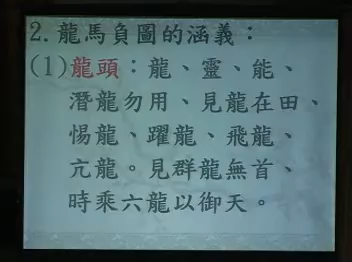 2.龍馬負圖的涵義：
(1)龍頭：龍、靈、能、
潛龍勿用、見龍在田、
惕龍、躍龍、飛龍、
亢龍。見群龍無首、
時乘六龍以御天。